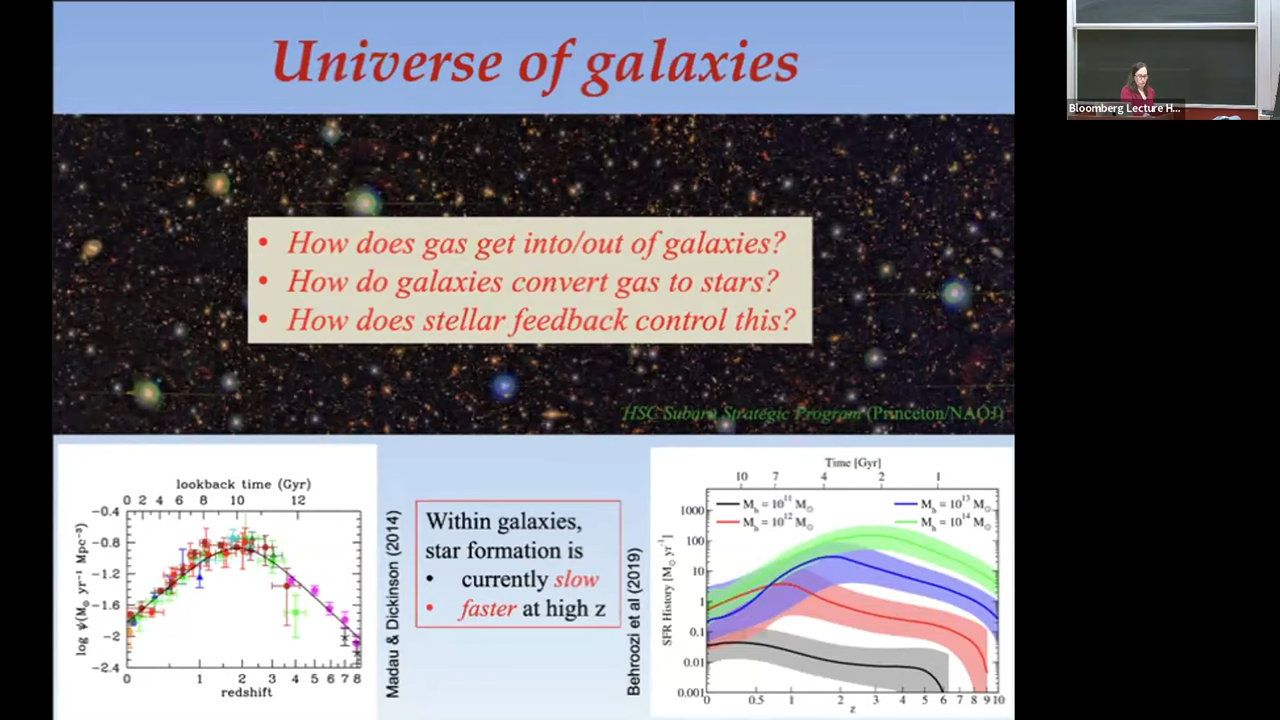 Universe of galaxies
Bloomberg Lecture H...
• How does gas get into/out of galaxies?
• How do galaxies convert gas to stars?
• How does stellar feedback control this?
HSC Subaru Strategic Program (Princeton/NAOJ)
lookback time (Gyr)
0 2 4 6 8 10 12
-0.4
-0.8
-1.2
-1.6
-2
-2.4
log ψ(M⊙ yr⁻¹ Mpc⁻³)
0 1 2 3 4 5 6 7 8
redshift
Madau & Dickinson (2014)
Within galaxies,
star formation is
• currently slow
• faster at high z
Behroozi et al (2019)
Time [Gyr]
10 7 4 2 1
Mh = 10¹¹ M⊙
Mh = 10¹² M⊙
Mh = 10¹³ M⊙
Mh = 10¹⁴ M⊙
1000
100
10
1
0.1
0.01
0.001
SFR History [M⊙ yr⁻¹]
0 0.5 1 2 3 4 5 6 7 8 9 10
z